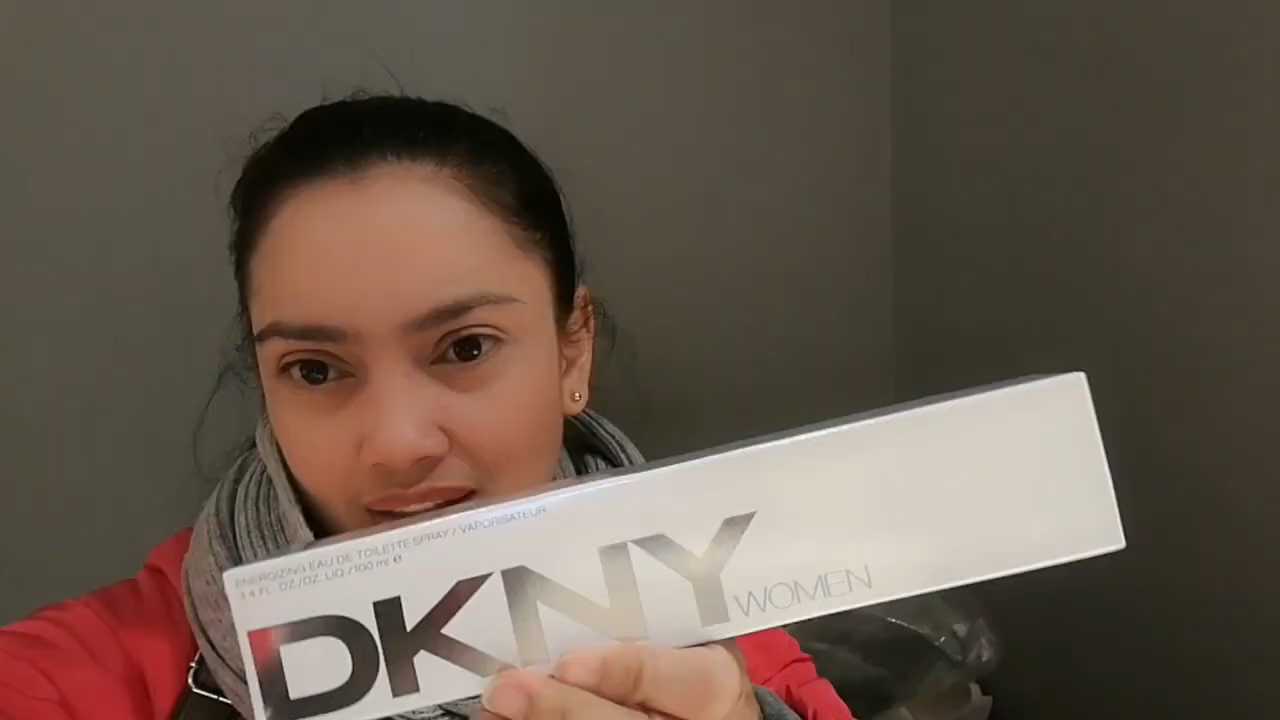 ENERGIZING EAU DE TOILETTE SPRAY / VAPORISATEUR
3.4 FL. OZ./OZ. LIQ./100 ml ℮
DKNY WOMEN